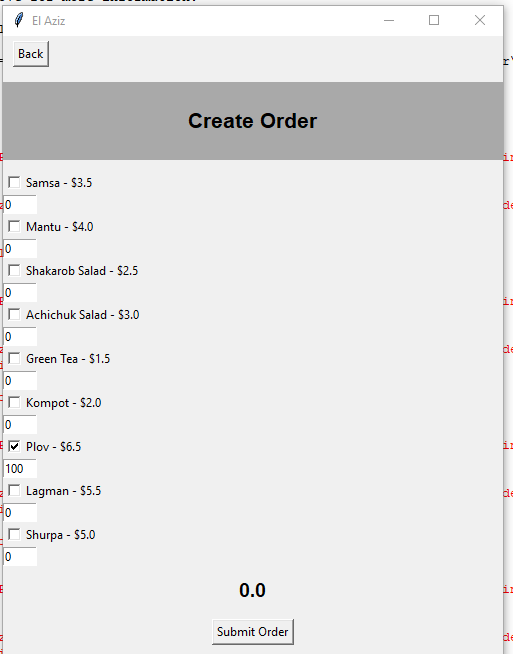 El Aziz
Back
Create Order
Samsa - $3.5
0
Mantu - $4.0
0
Shakarob Salad - $2.5
0
Achichuk Salad - $3.0
0
Green Tea - $1.5
0
Kompot - $2.0
0
Plov - $6.5
100
Lagman - $5.5
0
Shurpa - $5.0
0
0.0
Submit Order